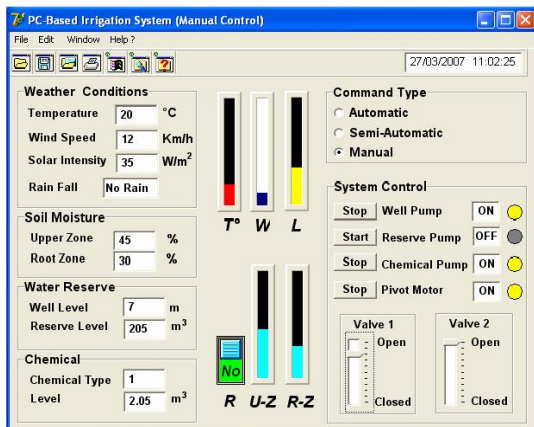 PC-Based Irrigation System (Manual Control)
File Edit Window Help ?
27/03/2007 11:02:25
Weather Conditions
Temperature 20 °C
Wind Speed 12 Km/h
Solar Intensity 35 W/m²
Rain Fall No Rain
Soil Moisture
Upper Zone 45 %
Root Zone 30 %
Water Reserve
Well Level 7 m
Reserve Level 205 m³
Chemical
Chemical Type 1
Level 2.05 m³
T° W L
No
R U-Z R-Z
Command Type
Automatic
Semi-Automatic
Manual
System Control
Stop Well Pump ON
Start Reserve Pump OFF
Stop Chemical Pump ON
Stop Pivot Motor ON
Valve 1
Open
Closed
Valve 2
Open
Closed